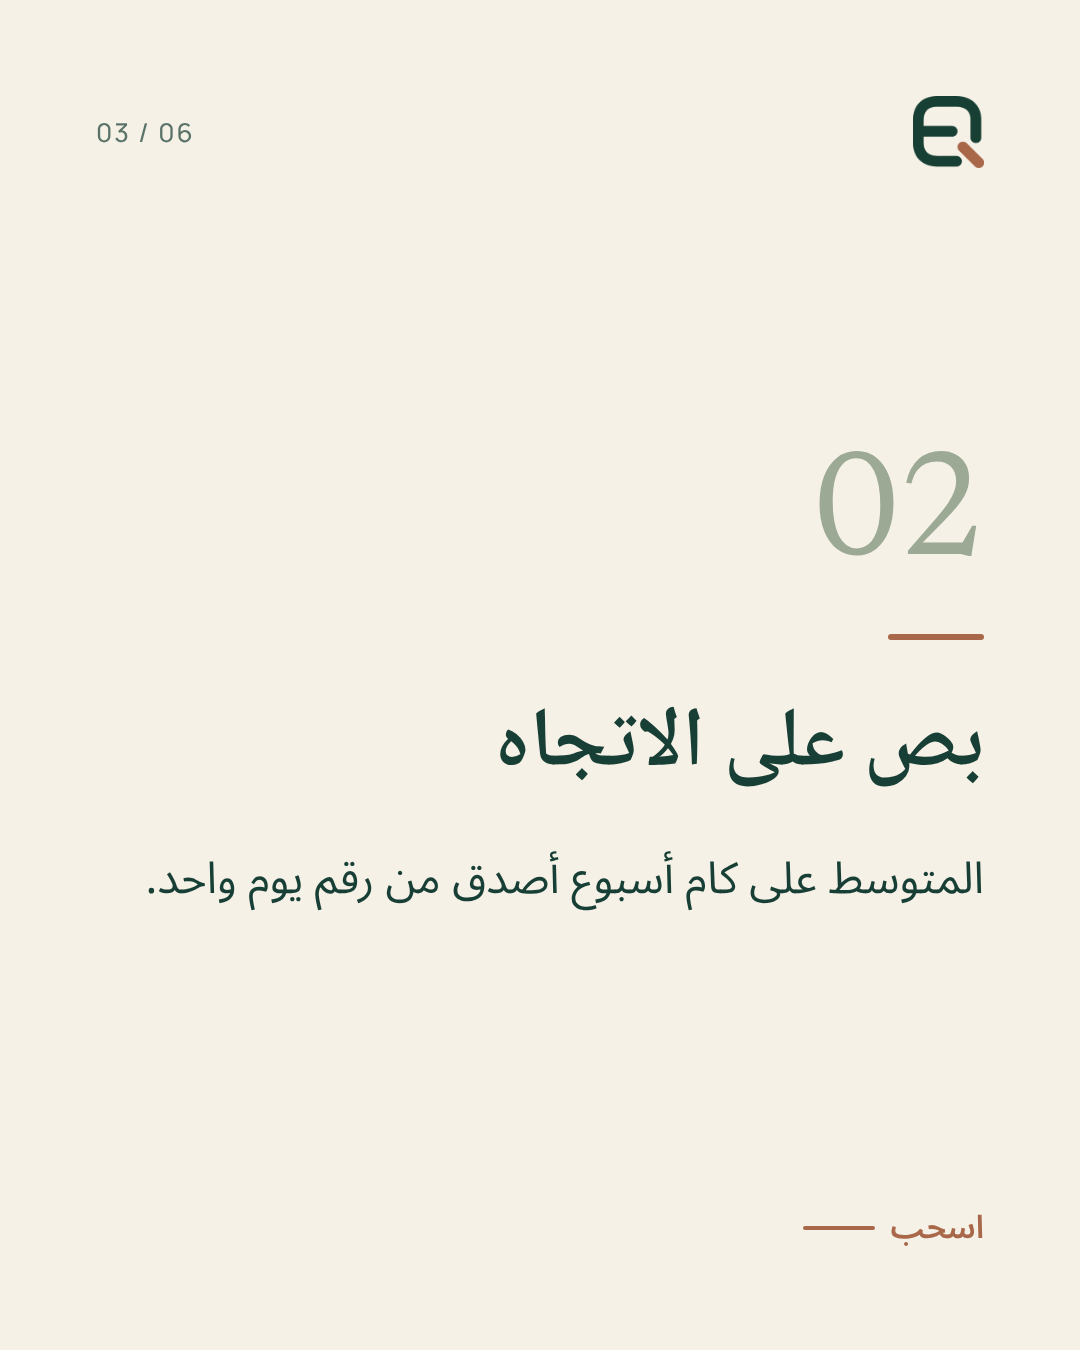 03 / 06
02
بص على الاتجاه
المتوسط على كام أسبوع أصدق من رقم يوم واحد.
اسحب